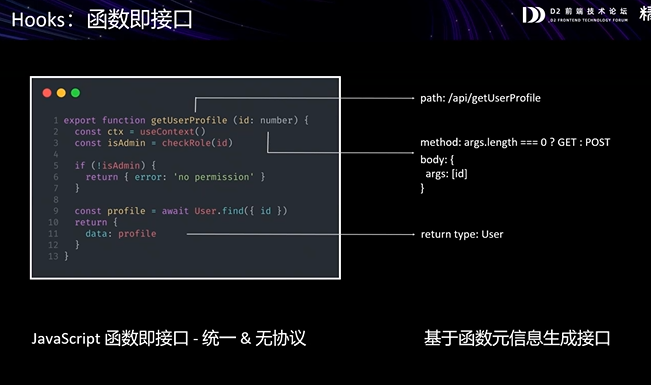 Hooks：函数即接口
D2 前端技术论坛
D2 FRONTEND TECHNOLOGY FORUM
精
1 export function getUserProfile (id: number) {
2 const ctx = useContext()
3 const isAdmin = checkRole(id)
4
5 if (!isAdmin) {
6 return { error: 'no permission' }
7 }
8
9 const profile = await User.find({ id })
10 return {
11 data: profile
12 }
13 }
path: /api/getUserProfile
method: args.length === 0 ? GET : POST
body: {
args: [id]
}
return type: User
JavaScript 函数即接口 - 统一 & 无协议
基于函数元信息生成接口